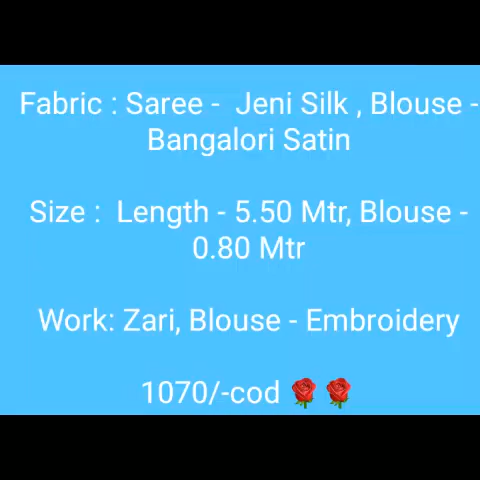 Fabric : Saree -  Jeni Silk , Blouse -
Bangalori Satin
Size :  Length - 5.50 Mtr, Blouse -
0.80 Mtr
Work: Zari, Blouse - Embroidery
1070/-cod 🌹🌹